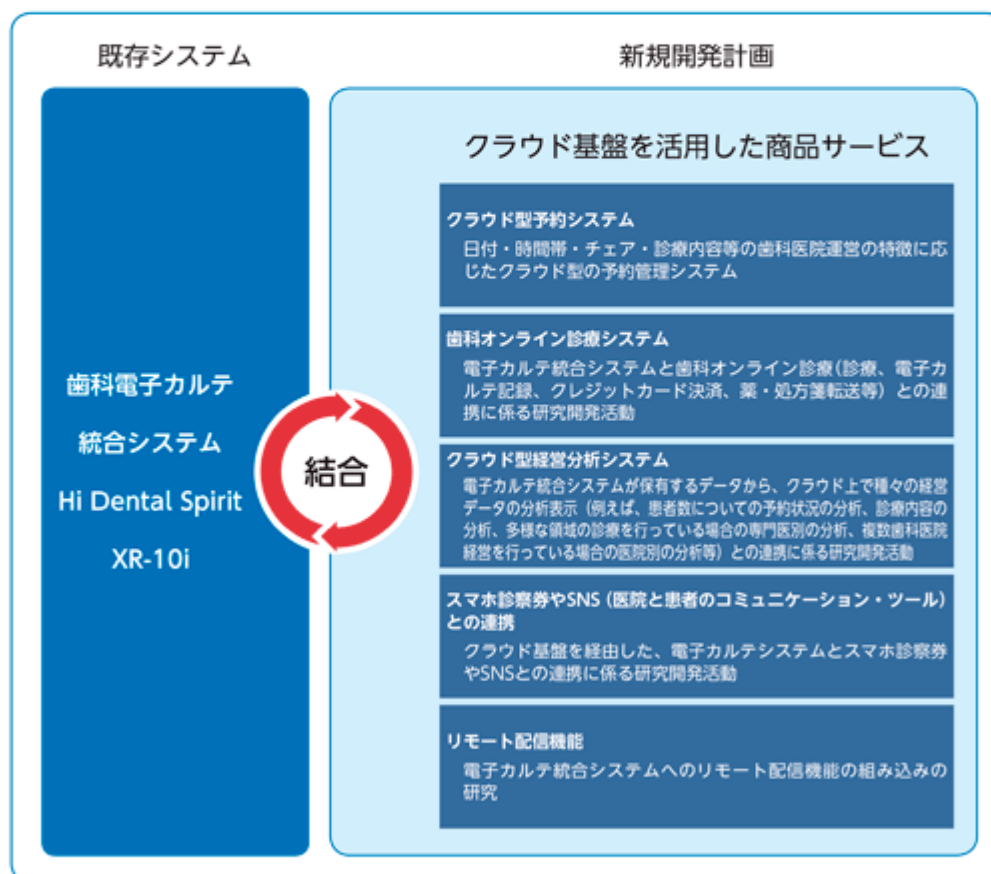 既存システム
新規開発計画
歯科電子カルテ
統合システム
Hi Dental Spirit
XR-10i
結合
クラウド基盤を活用した商品サービス
クラウド型予約システム
日付・時間帯・チェア・診療内容等の歯科医院運営の特徴に応
じたクラウド型の予約管理システム
歯科オンライン診療システム
電子カルテ統合システムと歯科オンライン診療(診療、電子カ
ルテ記録、クレジットカード決済、薬・処方箋転送等)との連
携に係る研究開発活動
クラウド型経営分析システム
電子カルテ統合システムが保有するデータから、クラウド上で種々の経営
データの分析表示(例えば、患者数についての予約状況の分析、診療内容の
分析、多様な領域の診療を行っている場合の専門医別の分析、複数歯科医院
経営を行っている場合の医院別の分析等)との連携に係る研究開発活動
スマホ診察券やSNS(医院と患者のコミュニケーション・ツール)
との連携
クラウド基盤を経由した、電子カルテシステムとスマホ診察券
やSNSとの連携に係る研究開発活動
リモート配信機能
電子カルテ統合システムへのリモート配信機能の組み込みの
研究